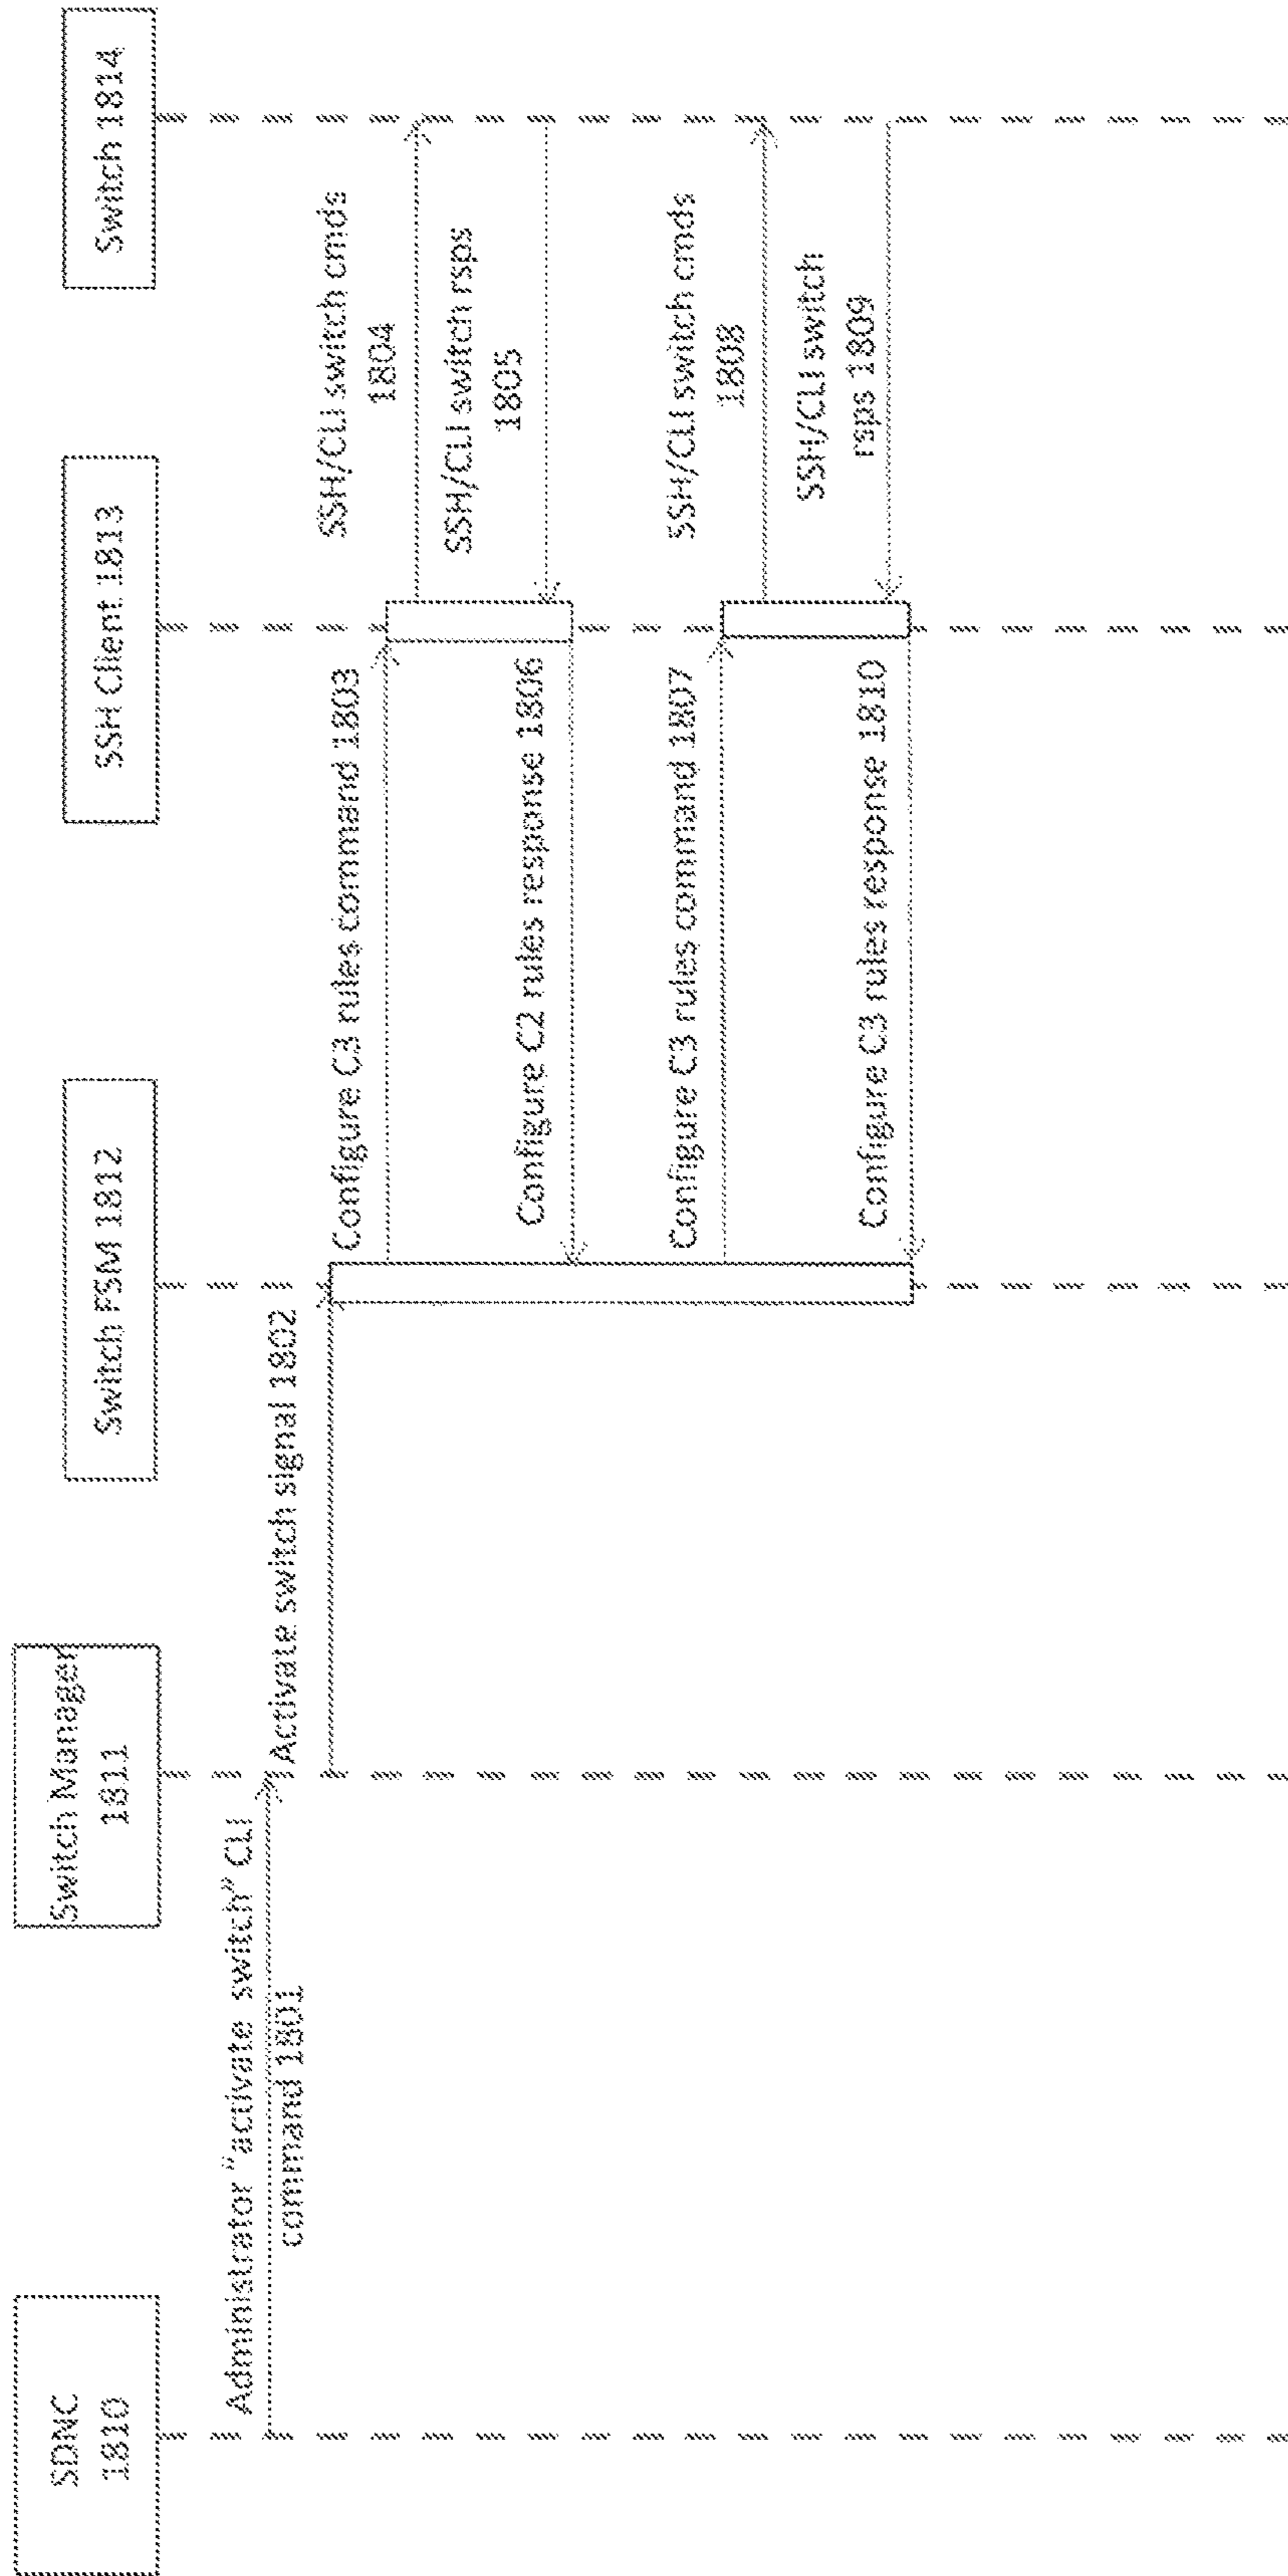 SDNC
1810
Switch Manager
1811
Switch FSM 1812
SSH Client 1813
Switch 1814
Administrator "activate switch" CLI
command 1801
Activate switch signal 1802
Configure C3 rules command 1803
SSH/CLI switch cmds
1804
SSH/CLI switch rsps
1805
Configure C2 rules response 1806
Configure C3 rules command 1807
SSH/CLI switch cmds
1808
SSH/CLI switch
rsps 1809
Configure C3 rules response 1810